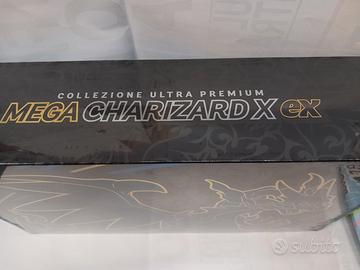 COLLEZIONE ULTRA PREMIUM
MEGA CHARIZARD X ex
subito